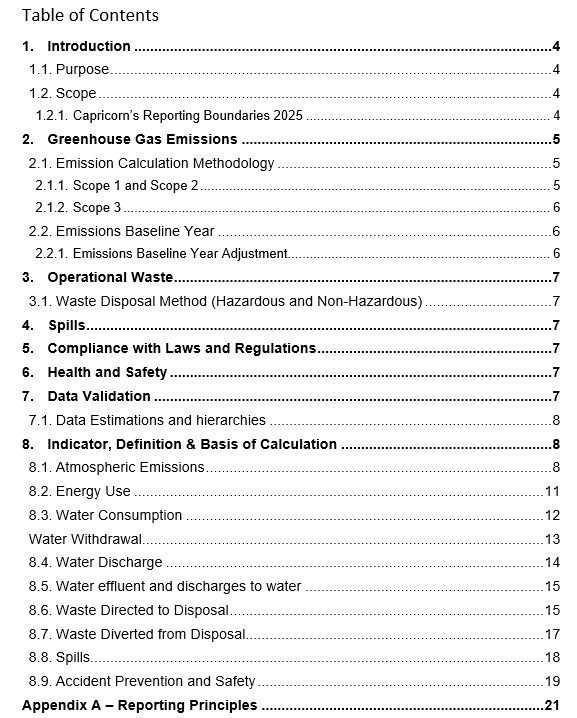 Table of Contents
1. Introduction ... 4
1.1. Purpose ... 4
1.2. Scope ... 4
1.2.1. Capricorn’s Reporting Boundaries 2025 ... 4
2. Greenhouse Gas Emissions ... 5
2.1. Emission Calculation Methodology ... 5
2.1.1. Scope 1 and Scope 2 ... 5
2.1.2. Scope 3 ... 6
2.2. Emissions Baseline Year ... 6
2.2.1. Emissions Baseline Year Adjustment ... 6
3. Operational Waste ... 7
3.1. Waste Disposal Method (Hazardous and Non-Hazardous) ... 7
4. Spills ... 7
5. Compliance with Laws and Regulations ... 7
6. Health and Safety ... 7
7. Data Validation ... 7
7.1. Data Estimations and hierarchies ... 8
8. Indicator, Definition & Basis of Calculation ... 8
8.1. Atmospheric Emissions ... 8
8.2. Energy Use ... 11
8.3. Water Consumption ... 12
Water Withdrawal ... 13
8.4. Water Discharge ... 14
8.5. Water effluent and discharges to water ... 15
8.6. Waste Directed to Disposal ... 15
8.7. Waste Diverted from Disposal ... 17
8.8. Spills ... 18
8.9. Accident Prevention and Safety ... 19
Appendix A – Reporting Principles ... 21